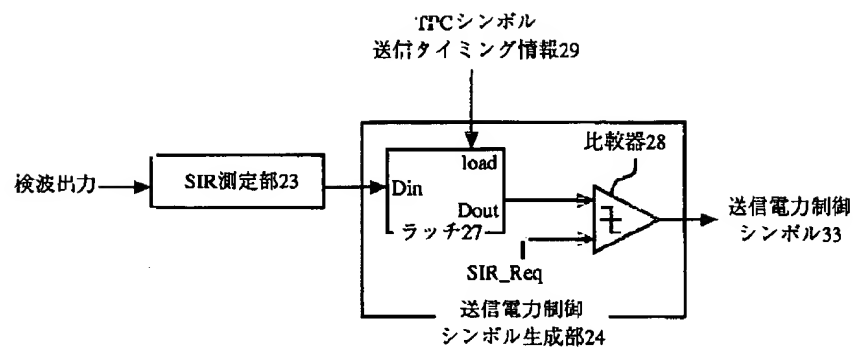 TPCシンボル
送信タイミング情報29
比較器28
load
検波出力
SIR測定部23
Din
Dout
ラッチ27
送信電力制御
シンボル33
SIR_Req
送信電力制御
シンボル生成部24